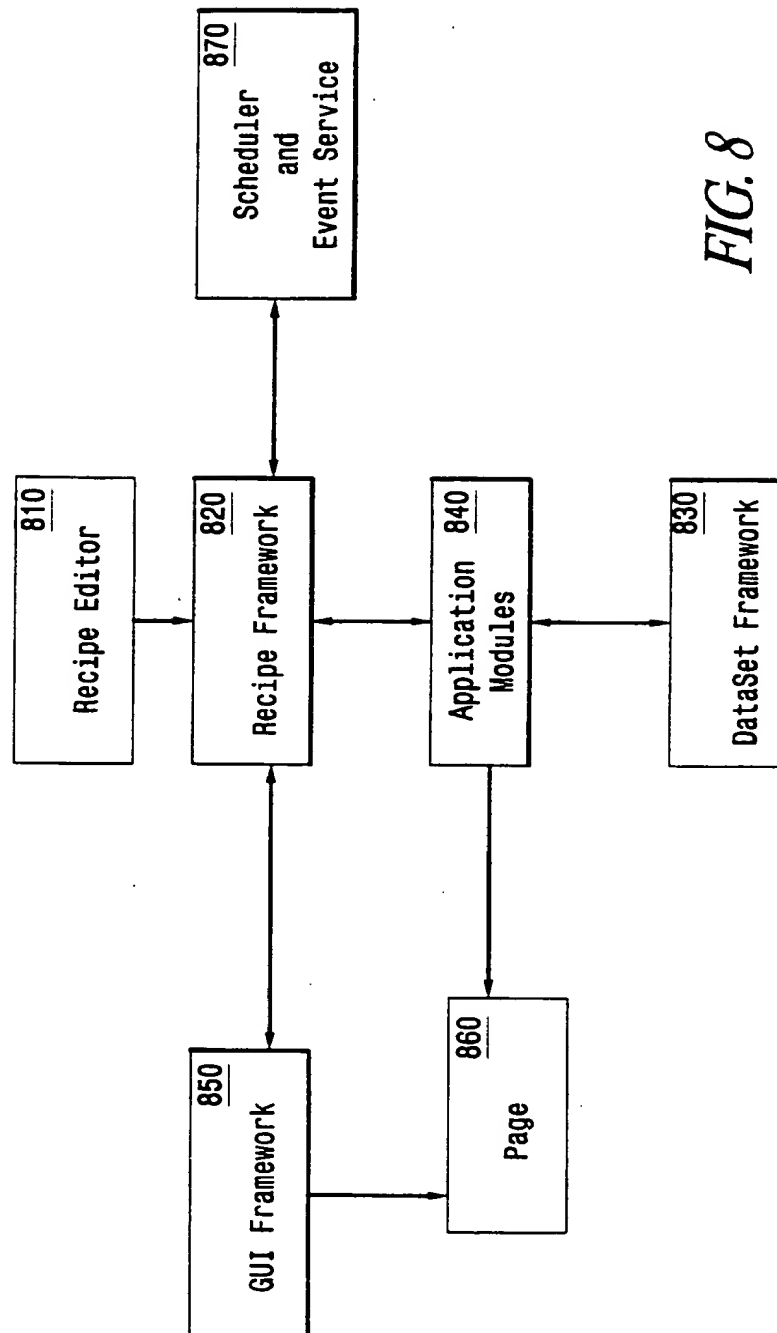 810
Recipe Editor
850
GUI Framework
820
Recipe Framework
870
Scheduler
and
Event Service
860
Page
840
Application
Modules
830
DataSet Framework
FIG. 8